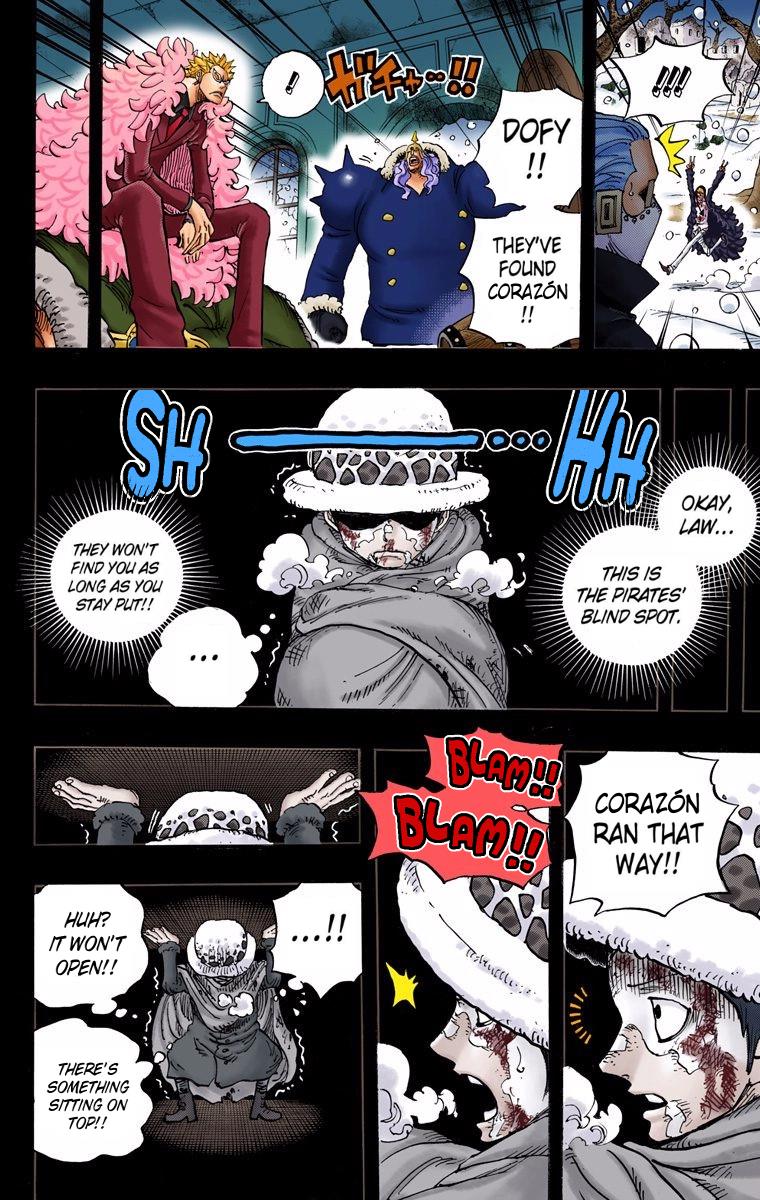 !!!
DOFY
!!
THEY'VE
FOUND
CORAZÓN
!!
ガチャ‥!!
!
OKAY,
LAW...
THIS IS
THE PIRATES'
BLIND SPOT.
SHHH
THEY WON'T
FIND YOU AS
LONG AS YOU
STAY PUT!!
...
CORAZÓN
RAN THAT
WAY!!
BLAM!!
BLAM!!
...!!
HUH?
IT WON'T
OPEN!!
THERE'S
SOMETHING
SITTING ON
TOP!!